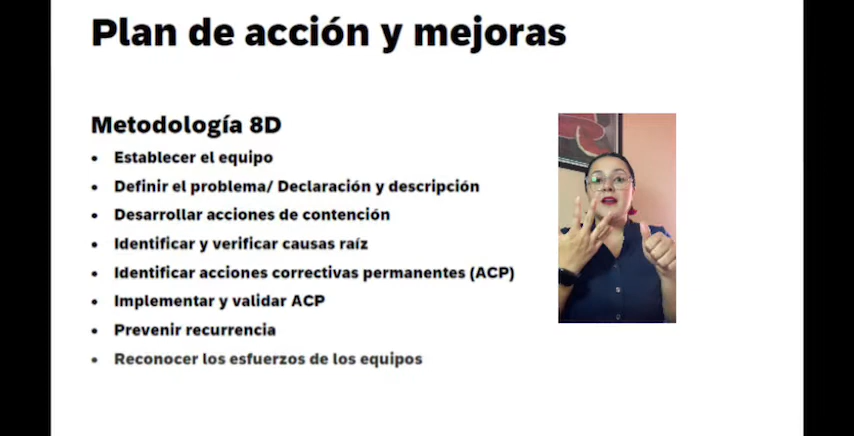 Plan de acción y mejoras
Metodología 8D
• Establecer el equipo
• Definir el problema/ Declaración y descripción
• Desarrollar acciones de contención
• Identificar y verificar causas raíz
• Identificar acciones correctivas permanentes (ACP)
• Implementar y validar ACP
• Prevenir recurrencia
• Reconocer los esfuerzos de los equipos